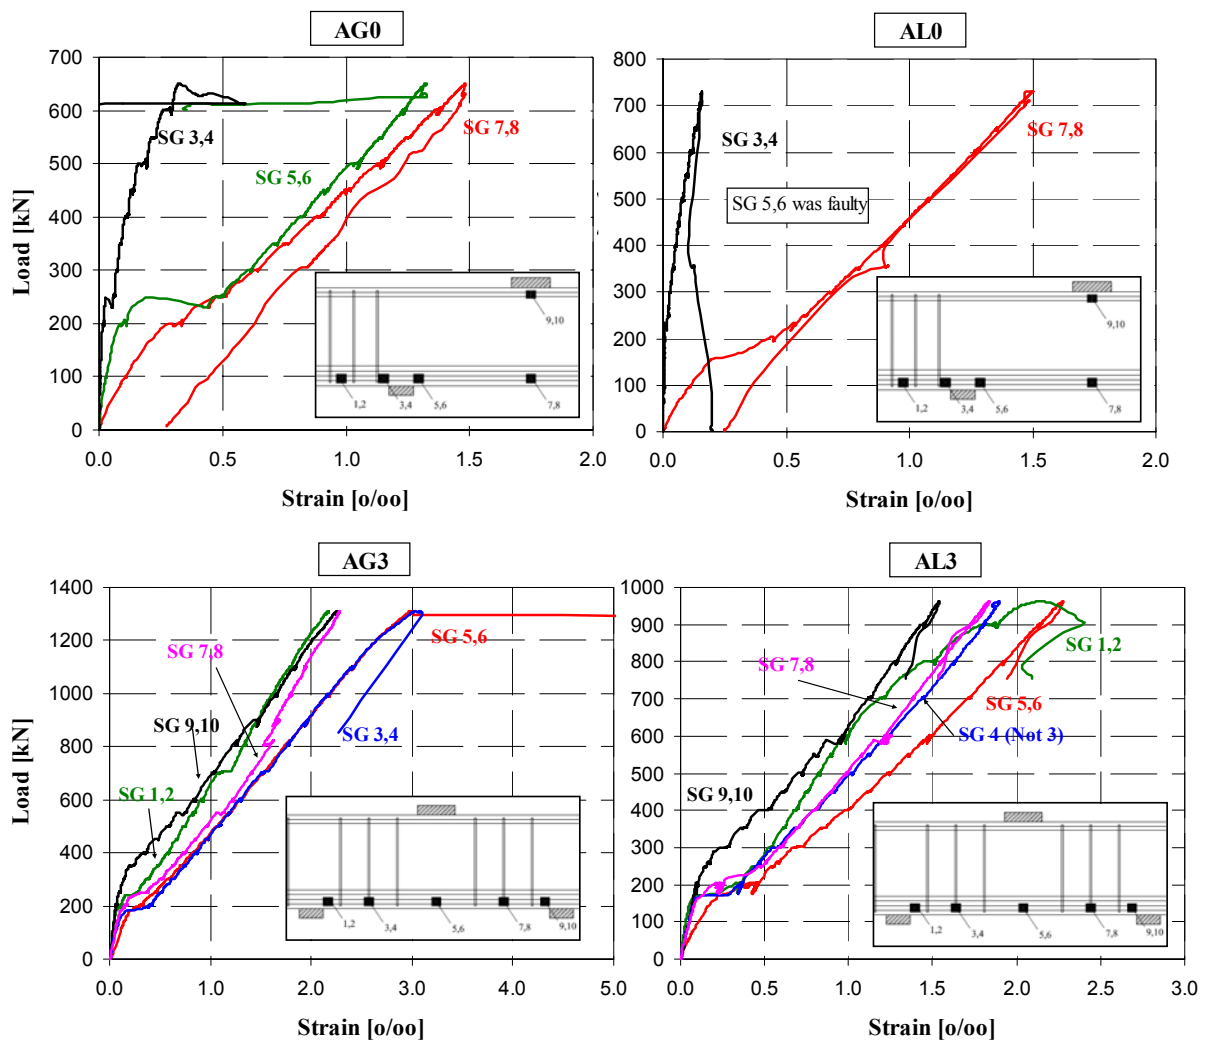 AG0
700
600
500
400
300
200
100
0
Load [kN]
SG 3,4
SG 5,6
SG 7,8
9,10
1,2
3,4
5,6
7,8
0.0 0.5 1.0 1.5 2.0
Strain [o/oo]
AL0
800
700
600
500
400
300
200
100
0
SG 3,4
SG 7,8
SG 5,6 was faulty
9,10
1,2
3,4
5,6
7,8
0.0 0.5 1.0 1.5 2.0
Strain [o/oo]
AG3
1400
1200
1000
800
600
400
200
0
Load [kN]
SG 7,8
SG 5,6
SG 9,10
SG 3,4
SG 1,2
1,2
3,4
5,6
7,8
9,10
0.0 1.0 2.0 3.0 4.0 5.0
Strain [o/oo]
AL3
1000
900
800
700
600
500
400
300
200
100
0
SG 1,2
SG 7,8
SG 5,6
SG 4 (Not 3)
SG 9,10
1,2
3,4
5,6
7,8
9,10
0.0 0.5 1.0 1.5 2.0 2.5 3.0
Strain [o/oo]